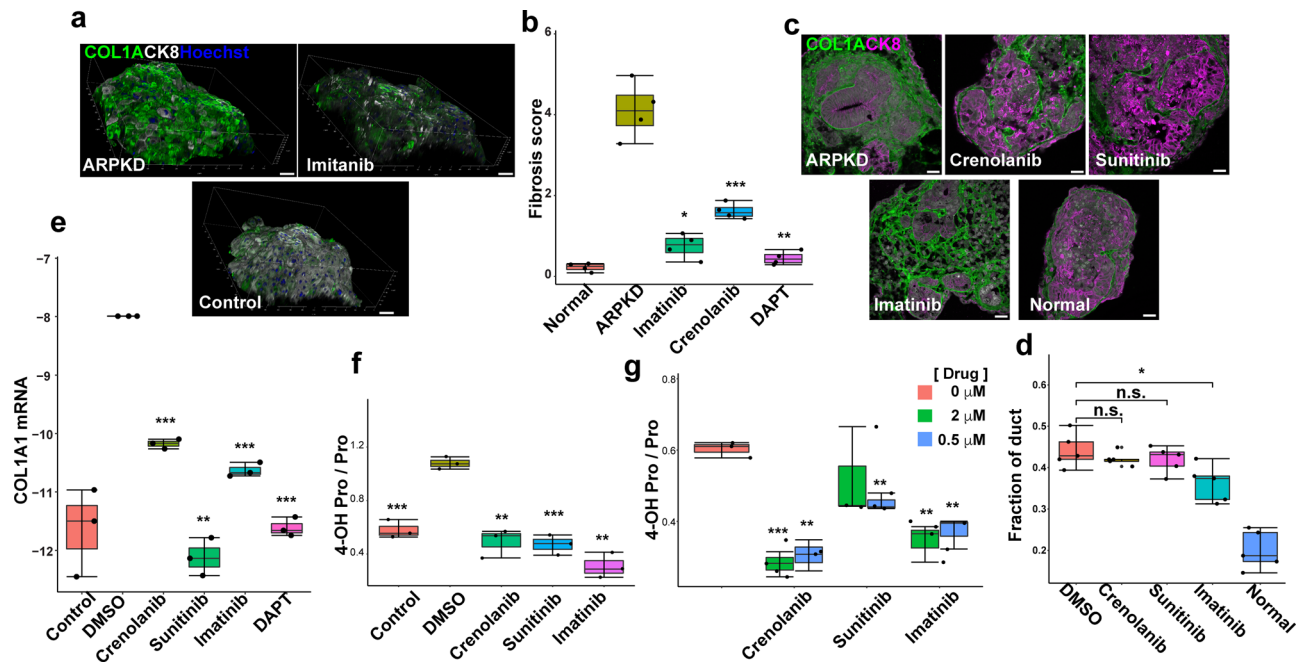 a
COL1ACK8Hoechst
ARPKD
Imitanib
Control
b
Fibrosis score
6
4
2
0
*
***
**
Normal
ARPKD
Imatinib
Crenolanib
DAPT
c
COL1ACK8
ARPKD
Crenolanib
Sunitinib
Imatinib
Normal
e
COL1A1 mRNA
−7
−8
−9
−10
−11
−12
***
**
***
***
Control
DMSO
Crenolanib
Sunitinib
Imatinib
DAPT
f
4-OH Pro / Pro
1.2
0.8
0.4
***
**
***
**
Control
DMSO
Crenolanib
Sunitinib
Imatinib
g
4-OH Pro / Pro
0.8
0.6
0.4
[ Drug ]
0 μM
2 μM
0.5 μM
***
**
**
**
**
Crenolanib
Sunitinib
Imatinib
d
Fraction of duct
0.6
0.5
0.4
0.3
0.2
*
n.s.
n.s.
DMSO
Crenolanib
Sunitinib
Imatinib
Normal